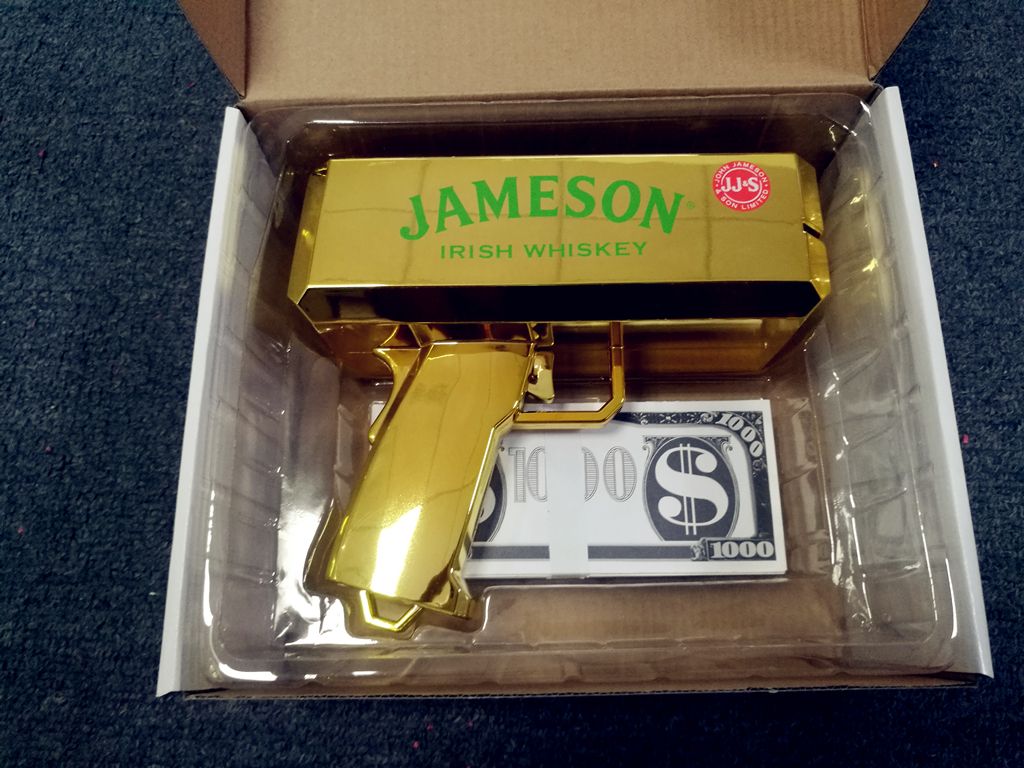 JAMESON®
IRISH WHISKEY
JOHN JAMESON
JJ&S
& SON LIMITED
1000
$
1000